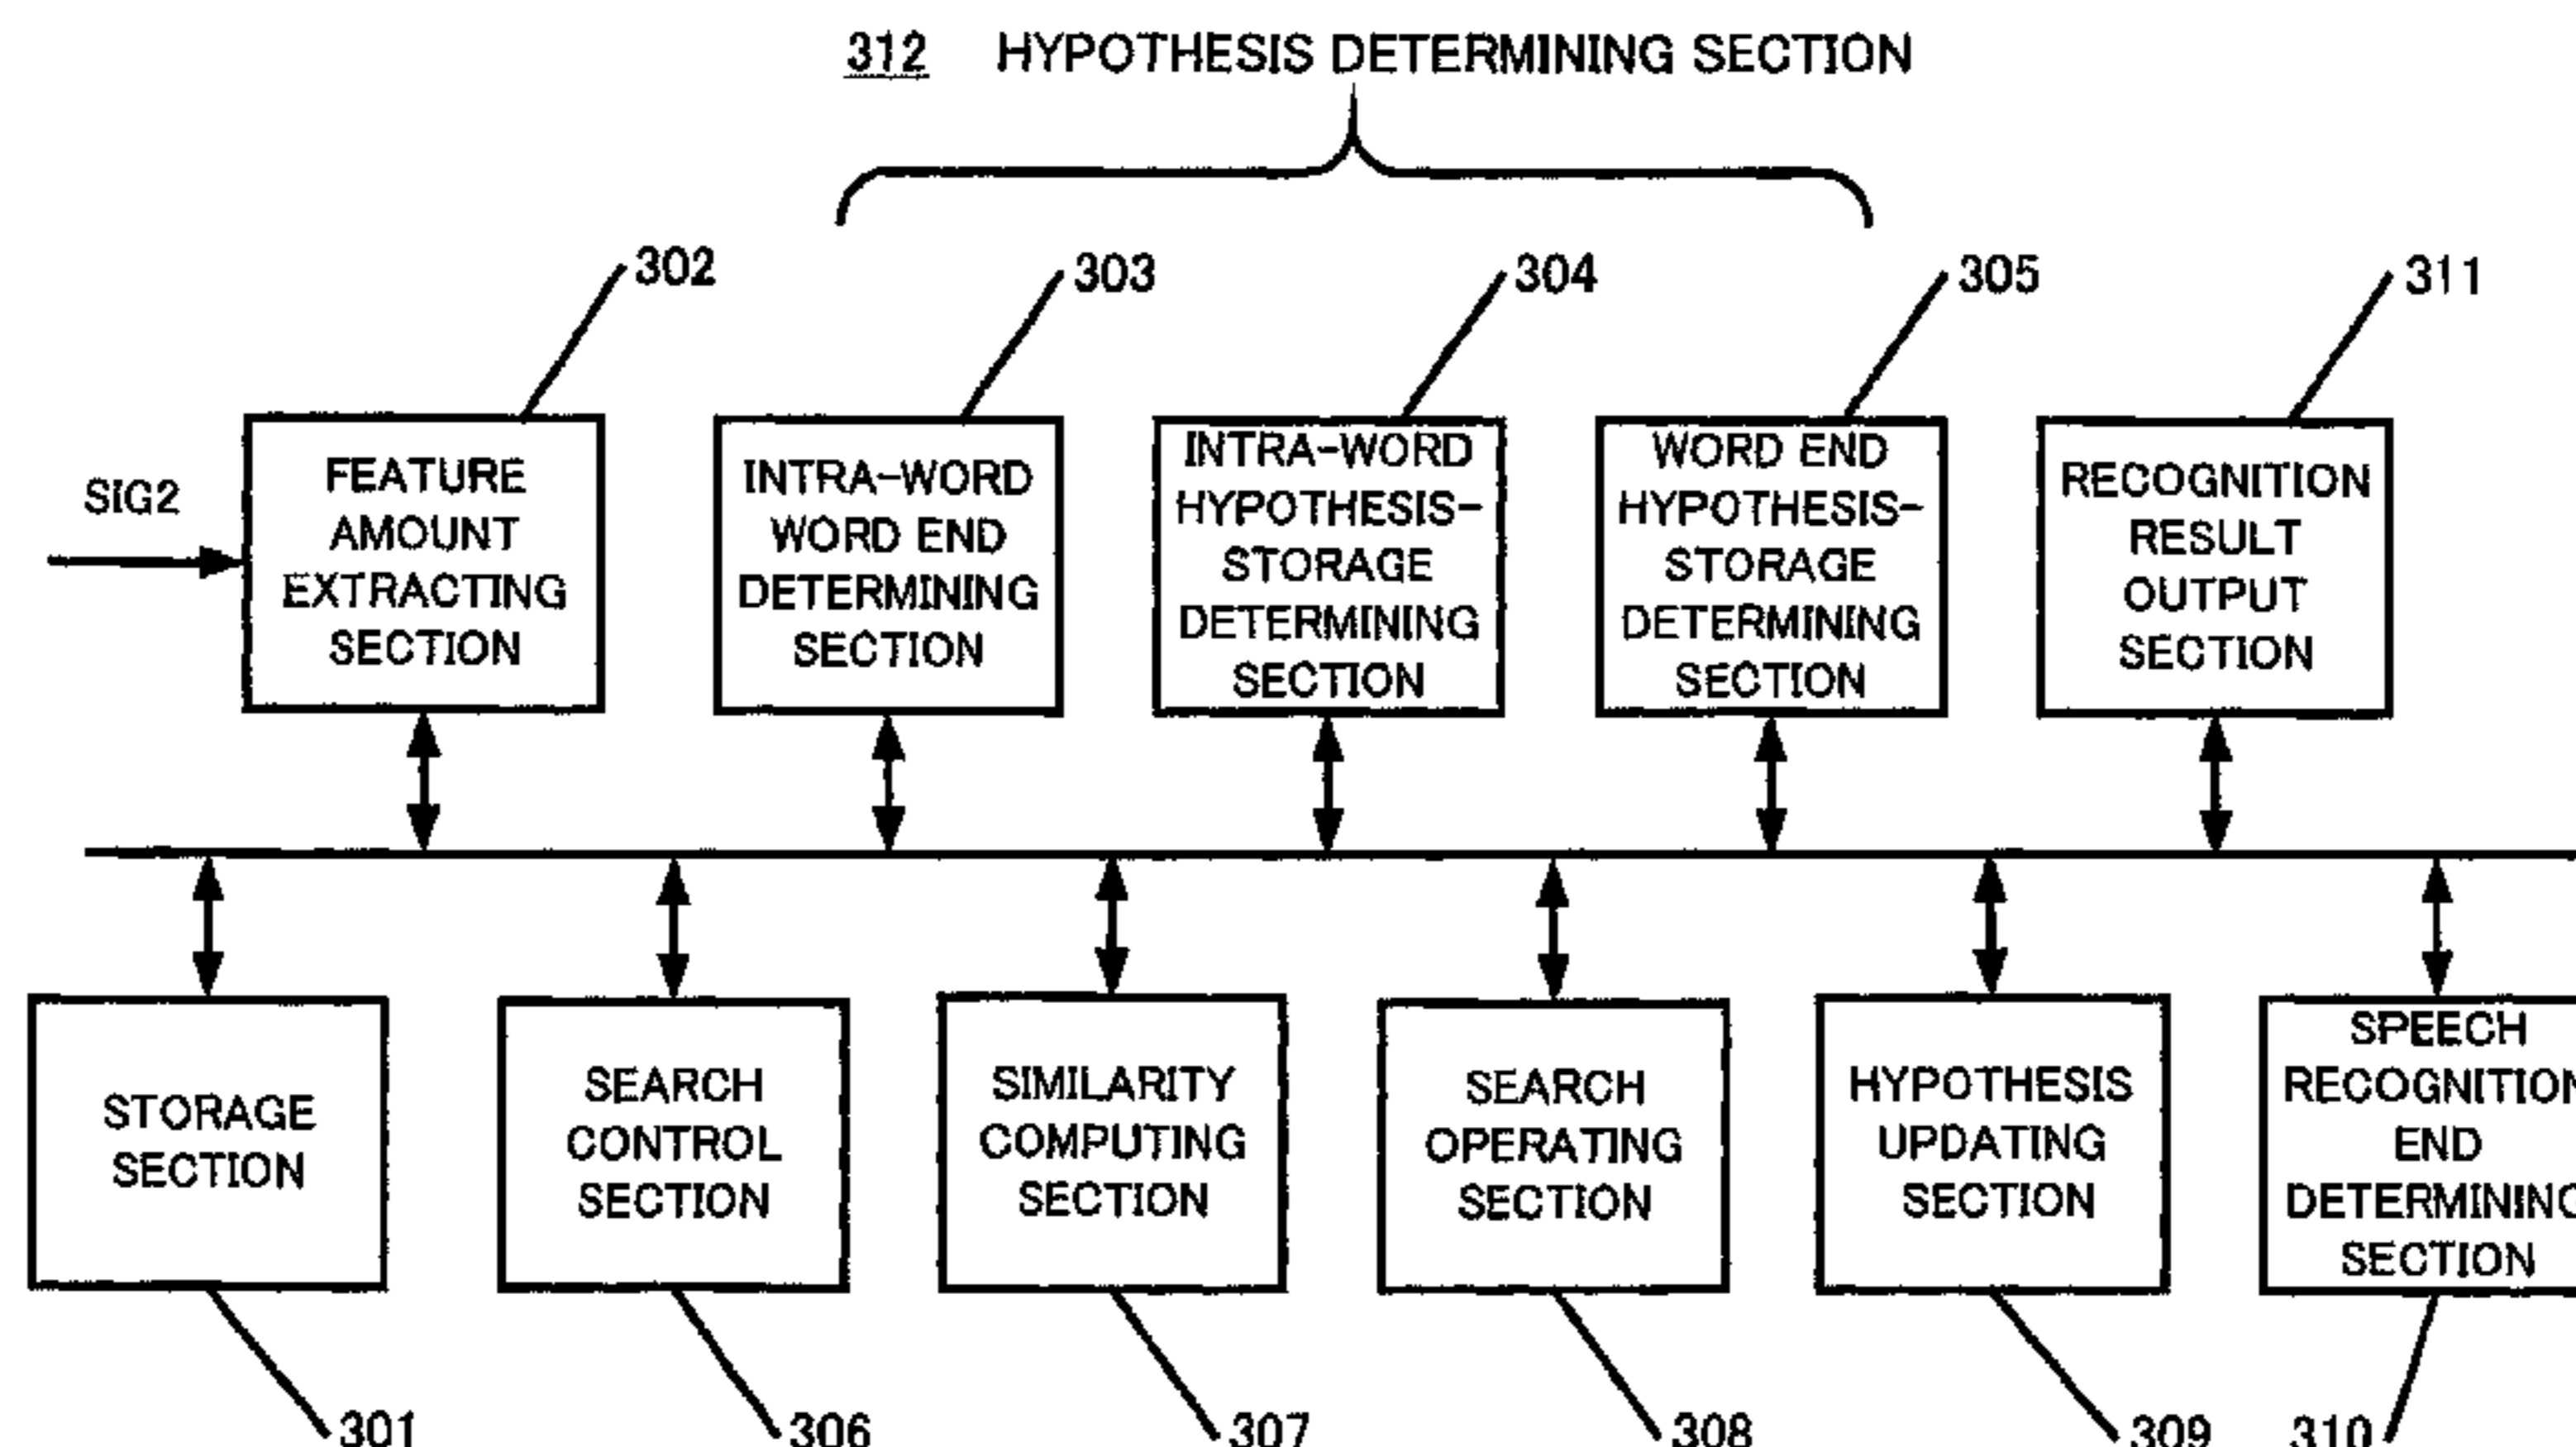 312 HYPOTHESIS DETERMINING SECTION
302
303
304
305
311
SIG2
FEATURE
AMOUNT
EXTRACTING
SECTION
INTRA-WORD
WORD END
DETERMINING
SECTION
INTRA-WORD
HYPOTHESIS-
STORAGE
DETERMINING
SECTION
WORD END
HYPOTHESIS-
STORAGE
DETERMINING
SECTION
RECOGNITION
RESULT
OUTPUT
SECTION
STORAGE
SECTION
SEARCH
CONTROL
SECTION
SIMILARITY
COMPUTING
SECTION
SEARCH
OPERATING
SECTION
HYPOTHESIS
UPDATING
SECTION
SPEECH
RECOGNITION
END
DETERMINING
SECTION
301
306
307
308
309
310